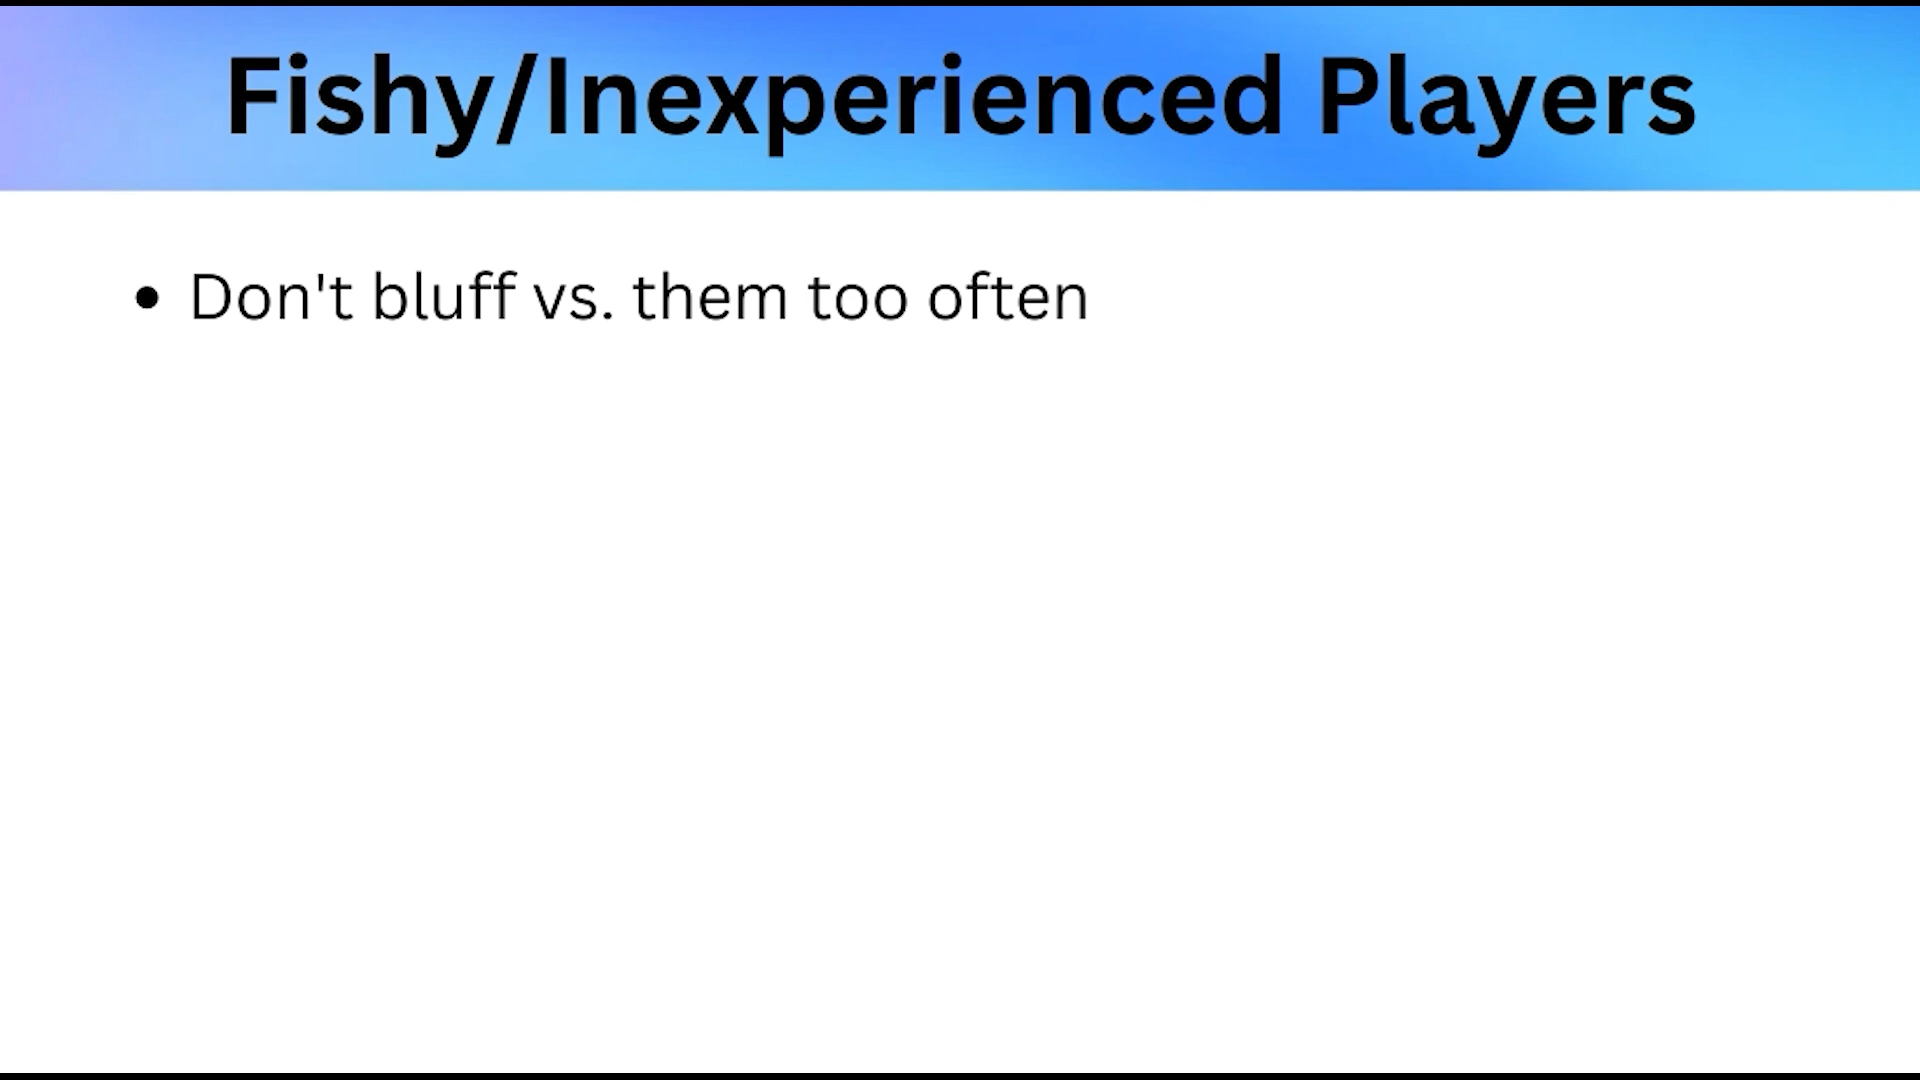 Fishy/Inexperienced Players
• Don't bluff vs. them too often